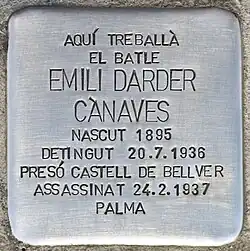 AQUÍ TREBALLÀ
EL BATLE
EMILI DARDER
CÀNAVES
NASCUT 1895
DETINGUT 20.7.1936
PRESÓ CASTELL DE BELLVER
ASSASSINAT 24.2.1937
PALMA